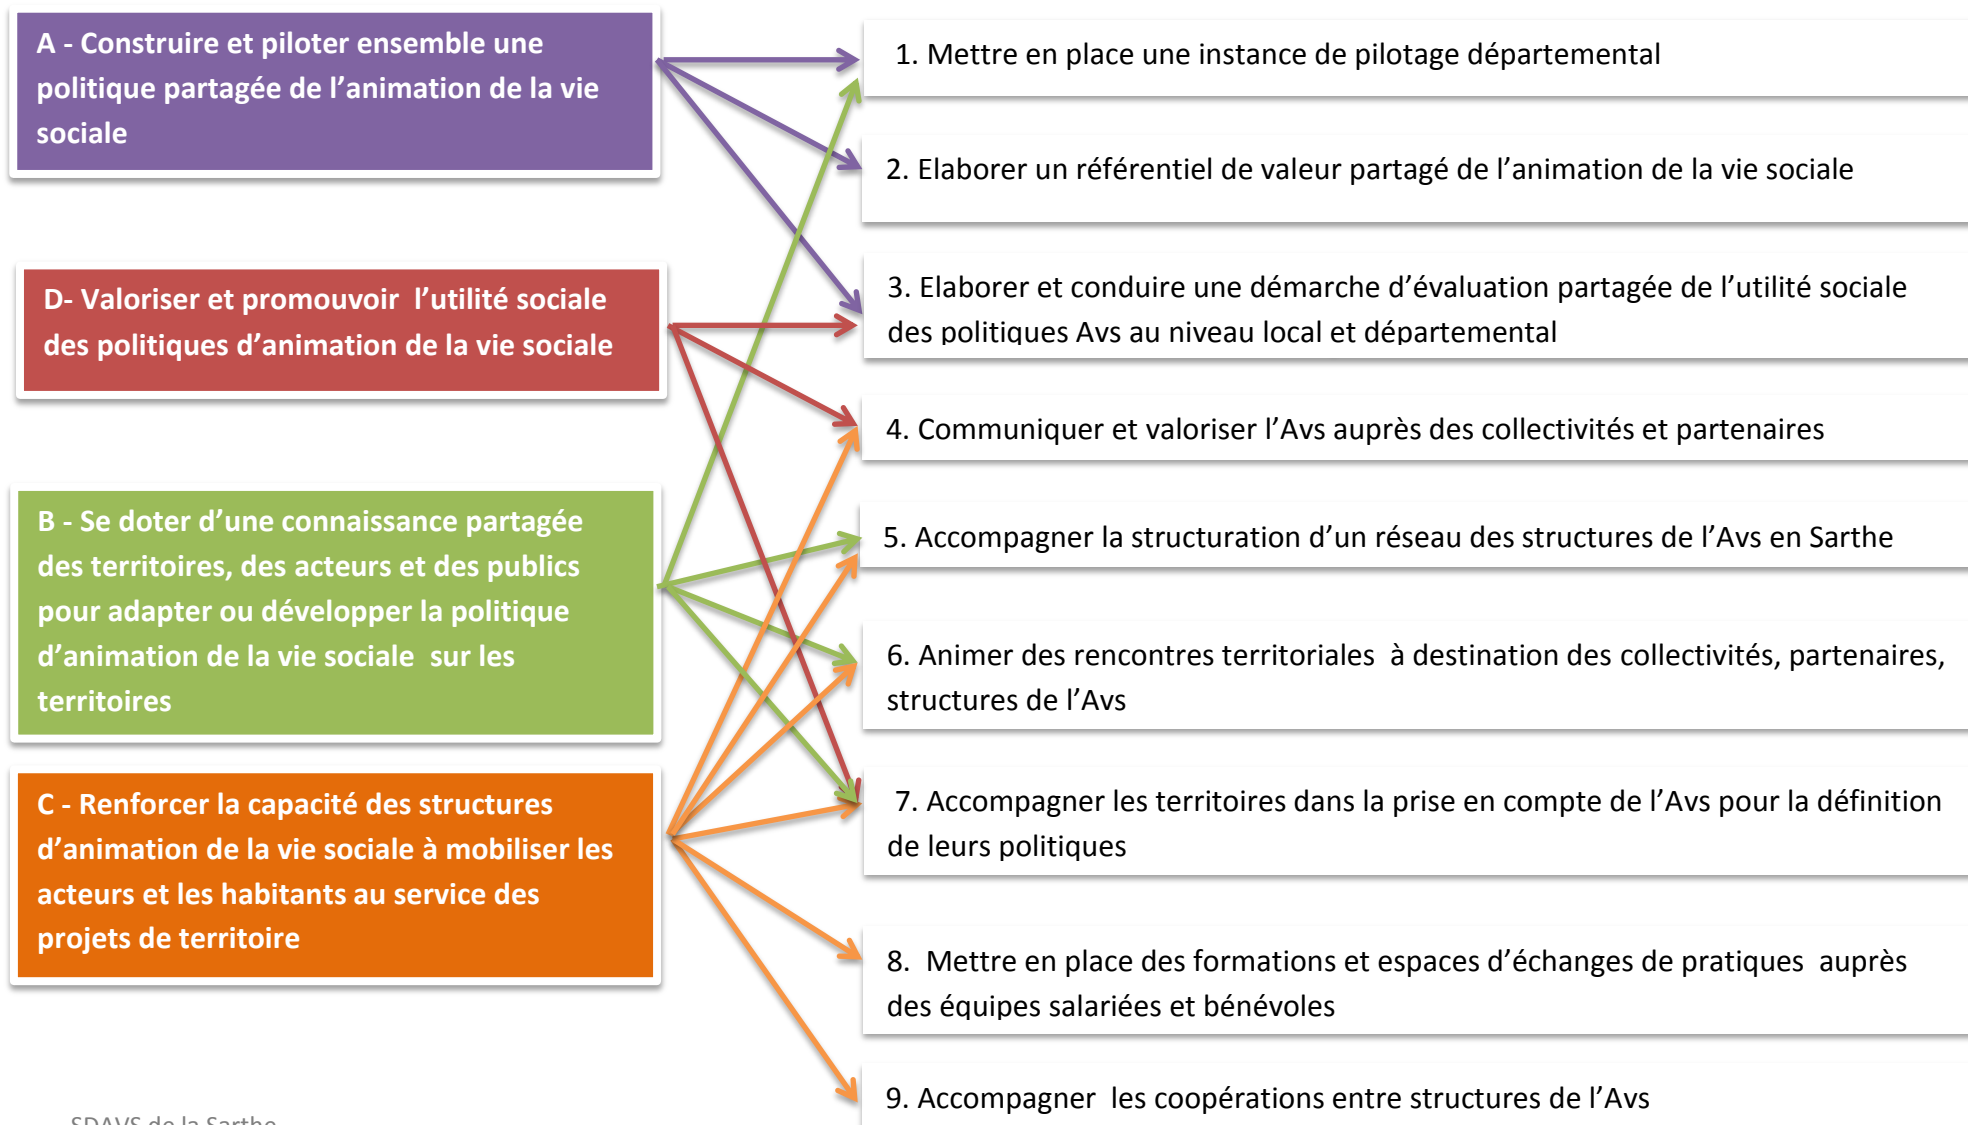 A - Construire et piloter ensemble une
politique partagée de l’animation de la vie
sociale
D- Valoriser et promouvoir  l’utilité sociale
des politiques d’animation de la vie sociale
B - Se doter d’une connaissance partagée
des territoires, des acteurs et des publics
pour adapter ou développer la politique
d’animation de la vie sociale  sur les
territoires
C - Renforcer la capacité des structures
d’animation de la vie sociale à mobiliser les
acteurs et les habitants au service des
projets de territoire
1. Mettre en place une instance de pilotage départemental
2. Elaborer un référentiel de valeur partagé de l’animation de la vie sociale
3. Elaborer et conduire une démarche d’évaluation partagée de l’utilité sociale
des politiques Avs au niveau local et départemental
4. Communiquer et valoriser l’Avs auprès des collectivités et partenaires
5. Accompagner la structuration d’un réseau des structures de l’Avs en Sarthe
6. Animer des rencontres territoriales  à destination des collectivités, partenaires,
structures de l’Avs
7. Accompagner les territoires dans la prise en compte de l’Avs pour la définition
de leurs politiques
8.  Mettre en place des formations et espaces d’échanges de pratiques  auprès
des équipes salariées et bénévoles
9. Accompagner  les coopérations entre structures de l’Avs
SDAVS de la Sarthe